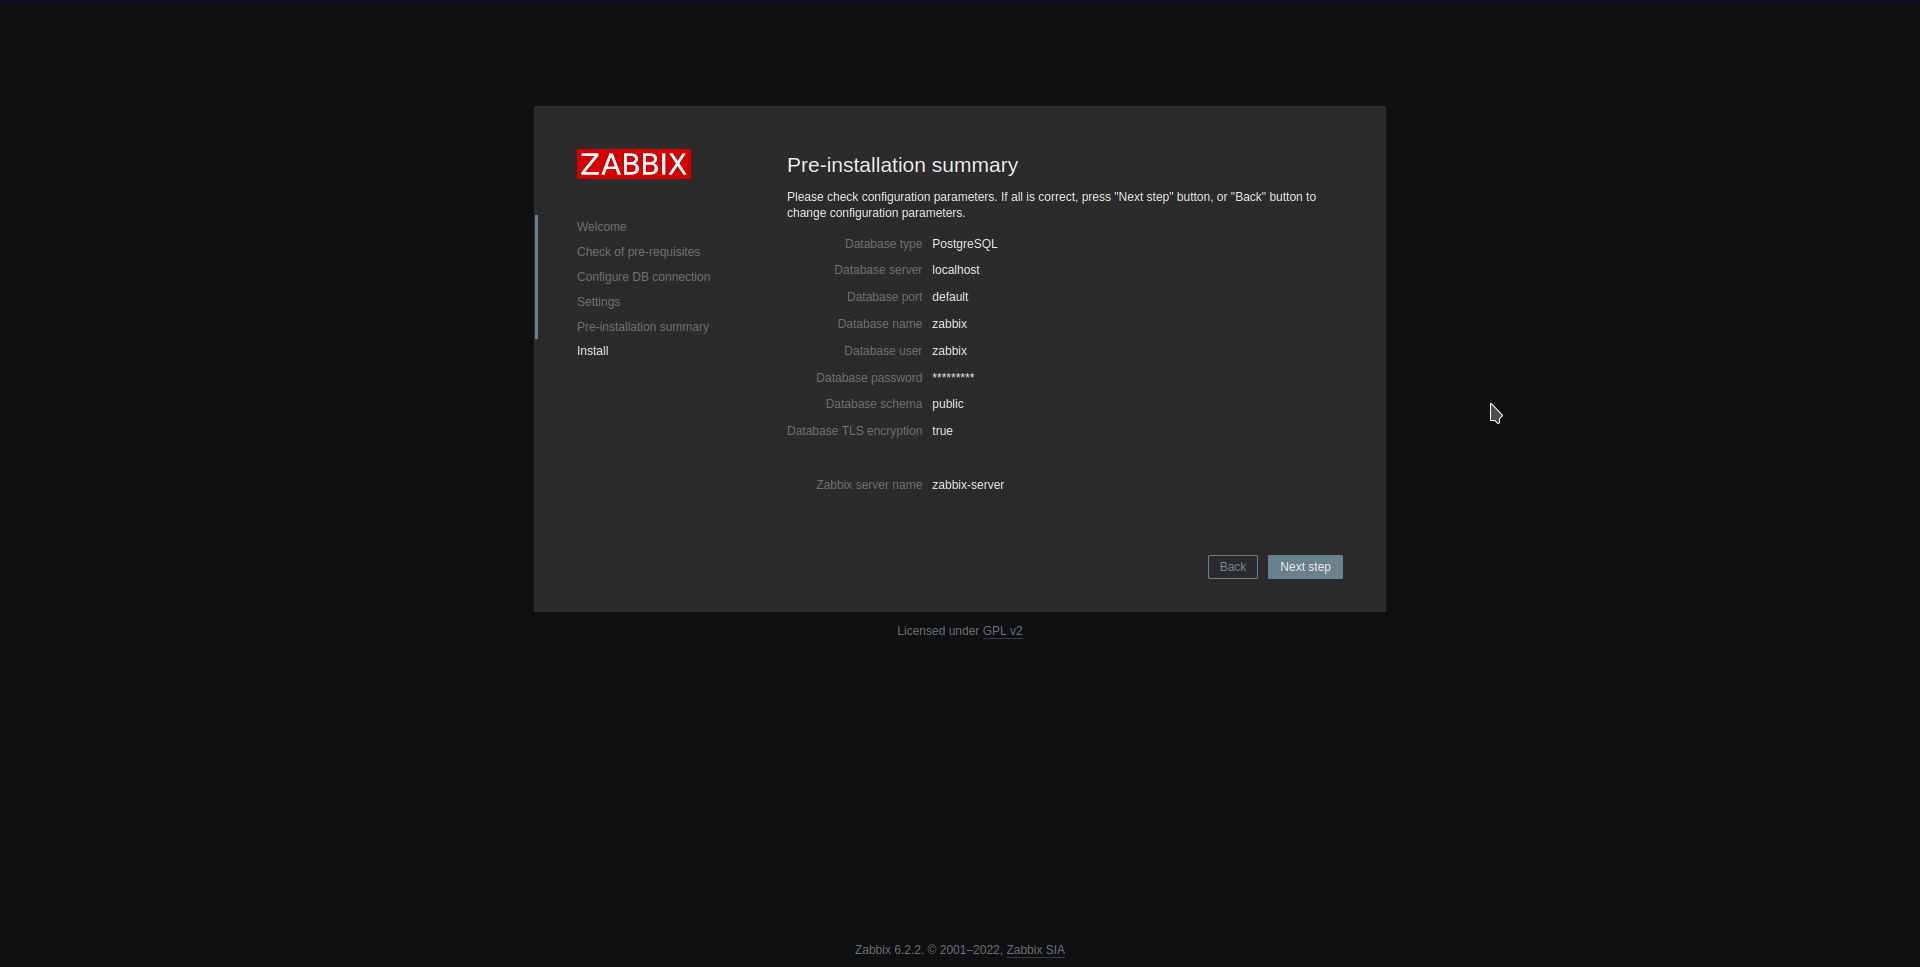 ZABBIX
Welcome
Check of pre-requisites
Configure DB connection
Settings
Pre-installation summary
Install
Pre-installation summary
Please check configuration parameters. If all is correct, press "Next step" button, or "Back" button to
change configuration parameters.
Database type PostgreSQL
Database server localhost
Database port default
Database name zabbix
Database user zabbix
Database password *********
Database schema public
Database TLS encryption true
Zabbix server name zabbix-server
Back Next step
Licensed under GPL v2
Zabbix 6.2.2. © 2001–2022, Zabbix SIA